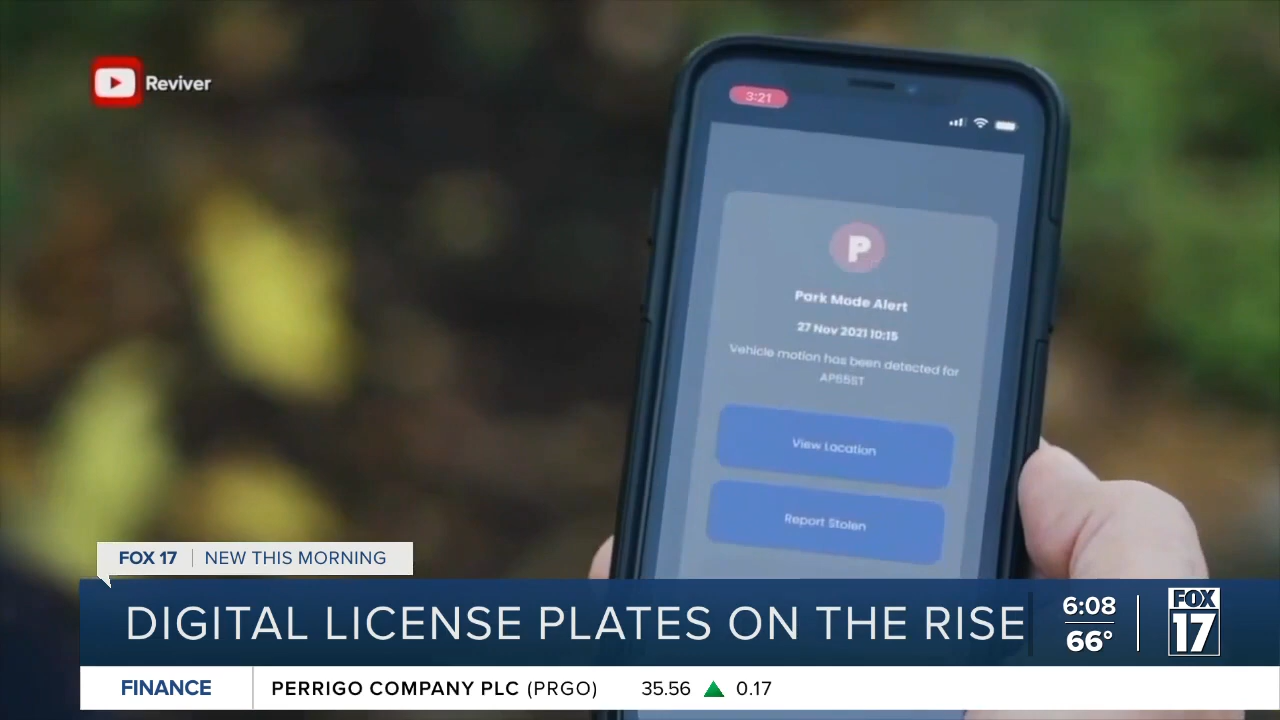 Reviver
3:21
P
Park Mode Alert
27 Nov 2021 10:15
Vehicle motion has been detected for
AP65ST
View Location
Report Stolen
FOX 17 | NEW THIS MORNING
DIGITAL LICENSE PLATES ON THE RISE
6:08
66°
FOX
17
FINANCE
PERRIGO COMPANY PLC (PRGO) 35.56 ▲ 0.17